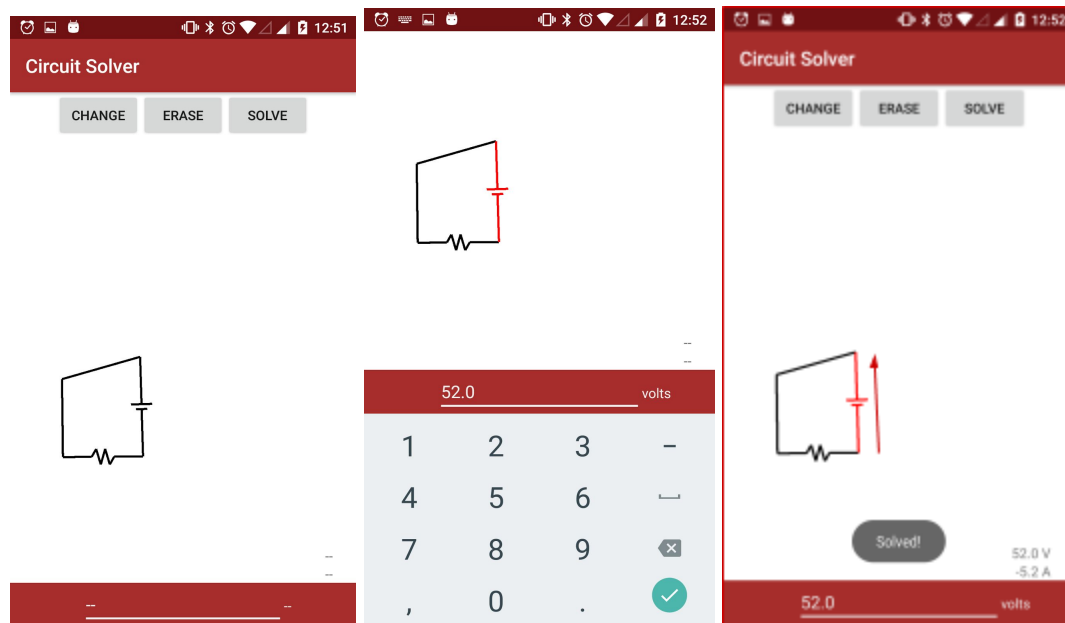 12:51
Circuit Solver
CHANGE ERASE SOLVE
--
--
-- --
12:52
--
--
52.0 volts
1 2 3 –
4 5 6
7 8 9
, 0 .
12:52
Circuit Solver
CHANGE ERASE SOLVE
Solved!
52.0 V
-5.2 A
52.0 volts